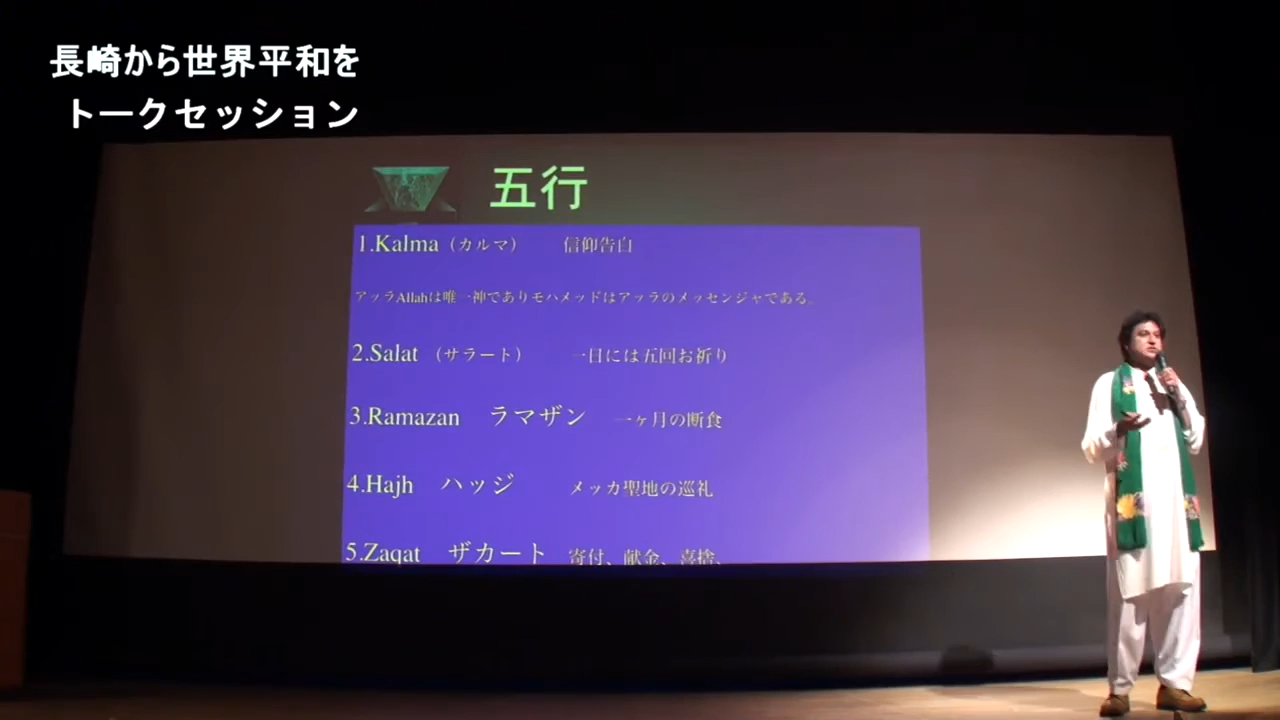 長崎から世界平和を
トークセッション
五行
1.Kalma（カルマ） 信仰告白
アッラAllahは唯一神でありモハメッドはアッラのメッセンジャである。
2.Salat （サラート） 一日には五回お祈り
3.Ramazan ラマザン 一ヶ月の断食
4.Hajh ハッジ メッカ聖地の巡礼
5.Zaqat ザカート 寄付、献金、喜捨、